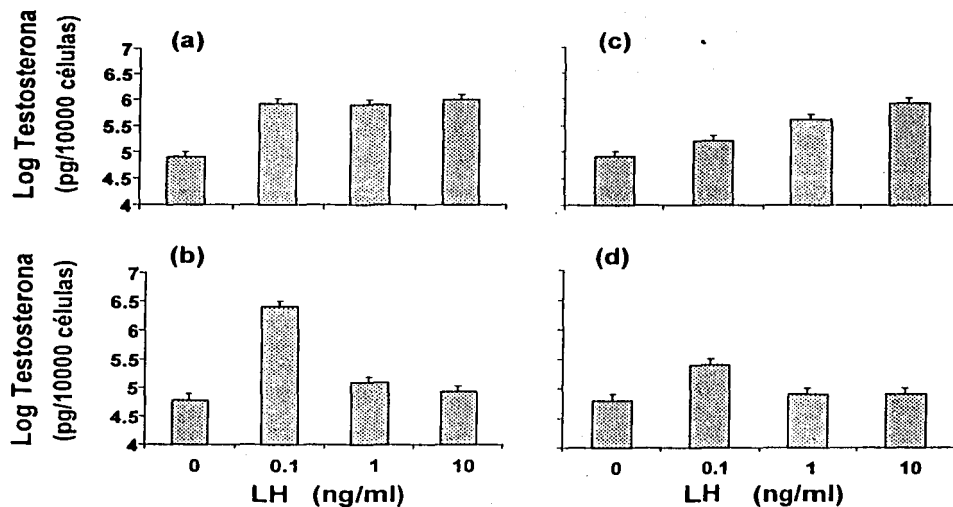 (a)
(c)
Log Testosterona
(pg/10000 células)
7
6.5
6
5.5
5
4.5
4
(b)
(d)
Log Testosterona
(pg/10000 células)
7
6.5
6
5.5
5
4.5
4
0 0.1 1 10
0 0.1 1 10
LH (ng/ml)
LH (ng/ml)